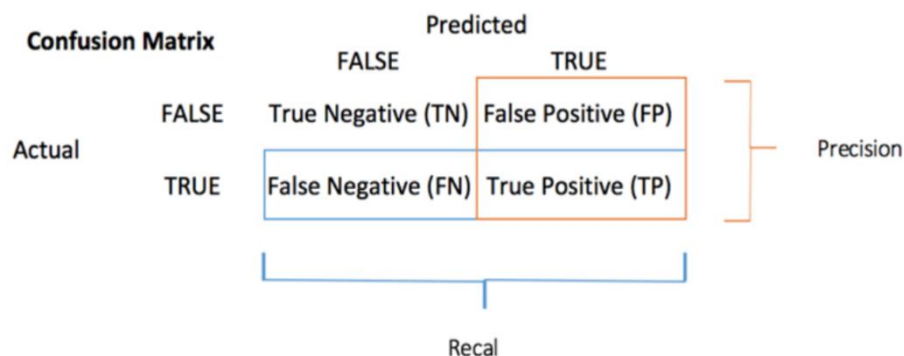 Confusion Matrix
Predicted
FALSE TRUE
FALSE True Negative (TN) False Positive (FP)
Actual
Precision
TRUE False Negative (FN) True Positive (TP)
Recal